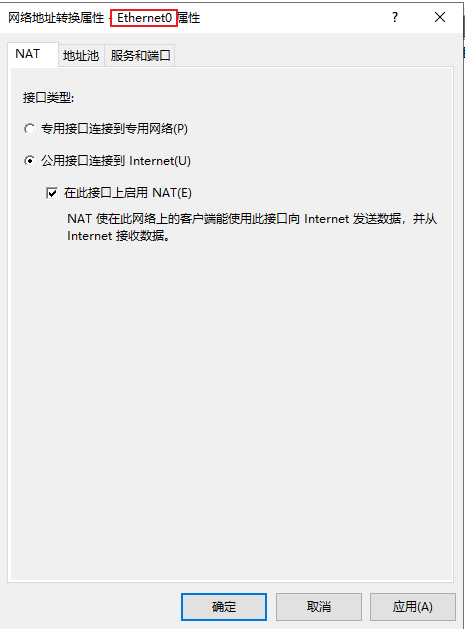 网络地址转换属性 - Ethernet0 属性
?
NAT 地址池 服务和端口
接口类型:
专用接口连接到专用网络(P)
公用接口连接到 Internet(U)
在此接口上启用 NAT(E)
NAT 使在此网络上的客户端能使用此接口向 Internet 发送数据，并从
Internet 接收数据。
确定 取消 应用(A)